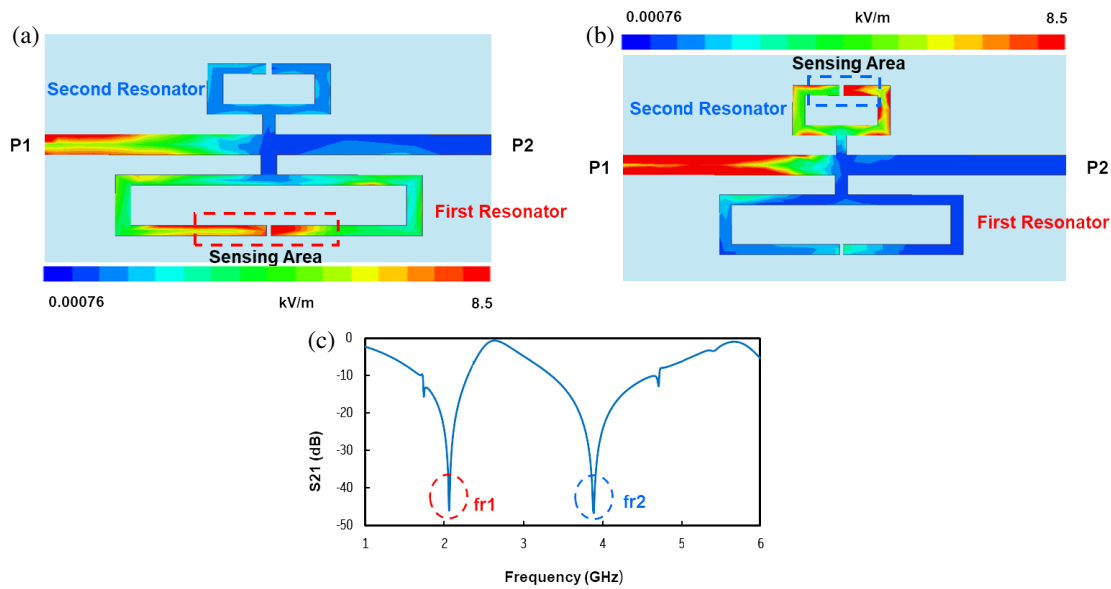 (a)
Second Resonator
P1
P2
First Resonator
Sensing Area
0.00076 kV/m 8.5
(b)
0.00076 kV/m 8.5
Sensing Area
Second Resonator
P1
P2
First Resonator
(c)
S21 (dB)
0
-10
-20
-30
-40
-50
fr1
fr2
1 2 3 4 5 6
Frequency (GHz)